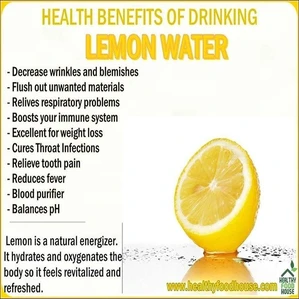 HEALTH BENEFITS OF DRINKING
LEMON WATER
- Decrease wrinkles and blemishes
- Flush out unwanted materials
- Relives respiratory problems
- Boosts your immune system
- Excellent for weight loss
- Cures Throat Infections
- Relieve tooth pain
- Reduces fever
- Blood purifier
- Balances pH
Lemon is a natural energizer.
It hydrates and oxygenates the
body so it feels revitalized and
refreshed.
www.healthyfoodhouse.com
HEALTHY
FOOD
HOUSE